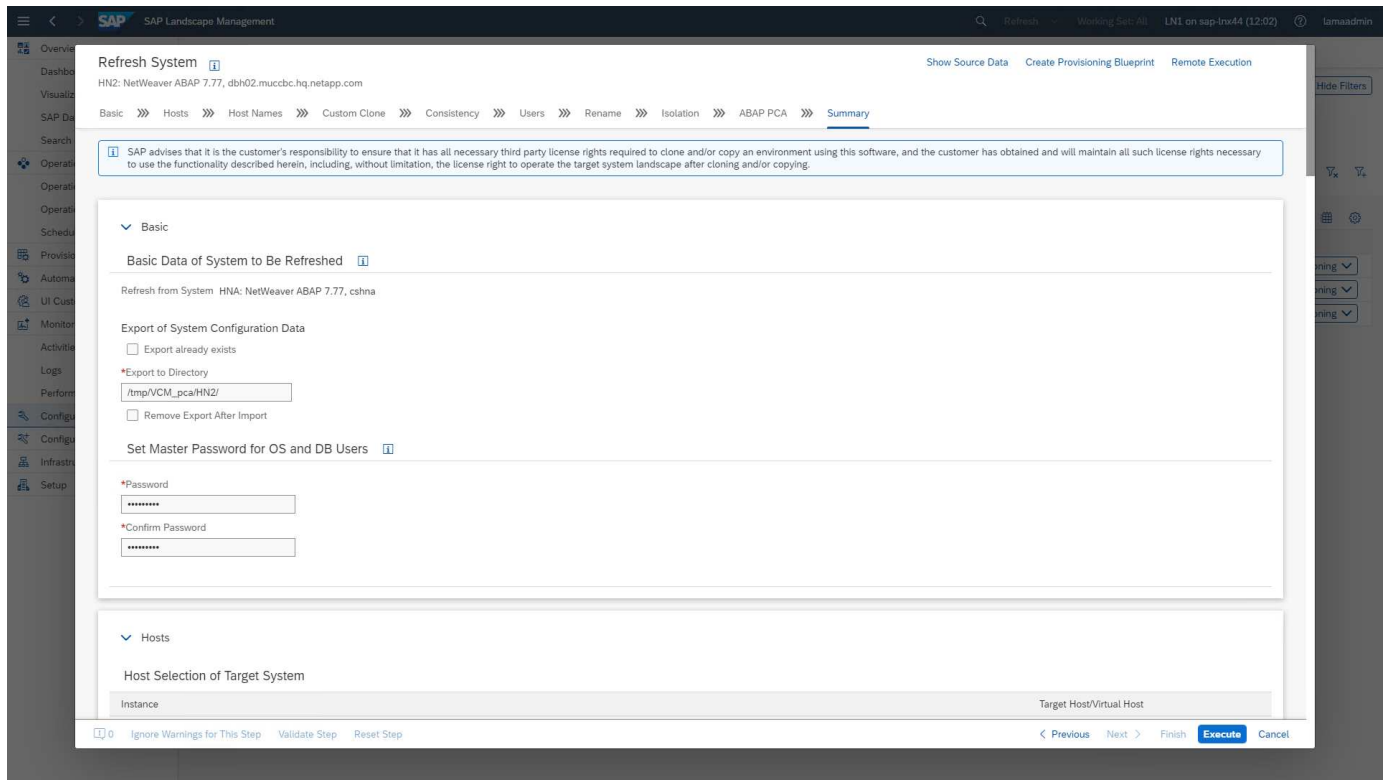 SAP SAP Landscape Management Refresh Working Set: All LN1 on sap-lnx44 (12:02) lamaadmin
Overvie
Dashbo
Visualiz
SAP Da
Search
Operati
Operati
Operati
Schedu
Provisio
Automa
UI Cust
Monitor
Activitie
Logs
Perform
Configu
Configu
Infrastru
Setup
Hide Filters
oning
oning
oning
Refresh System
Show Source Data Create Provisioning Blueprint Remote Execution
HN2: NetWeaver ABAP 7.77, dbh02.muccbc.hq.netapp.com
Basic Hosts Host Names Custom Clone Consistency Users Rename Isolation ABAP PCA Summary
SAP advises that it is the customer's responsibility to ensure that it has all necessary third party license rights required to clone and/or copy an environment using this software, and the customer has obtained and will maintain all such license rights necessary
to use the functionality described herein, including, without limitation, the license right to operate the target system landscape after cloning and/or copying.
Basic
Basic Data of System to Be Refreshed
Refresh from System HNA: NetWeaver ABAP 7.77, cshna
Export of System Configuration Data
Export already exists
*Export to Directory
/tmp/VCM_pca/HN2/
Remove Export After Import
Set Master Password for OS and DB Users
*Password
•••••••••
*Confirm Password
•••••••••
Hosts
Host Selection of Target System
Instance Target Host/Virtual Host
0 Ignore Warnings for This Step Validate Step Reset Step < Previous Next > Finish Execute Cancel